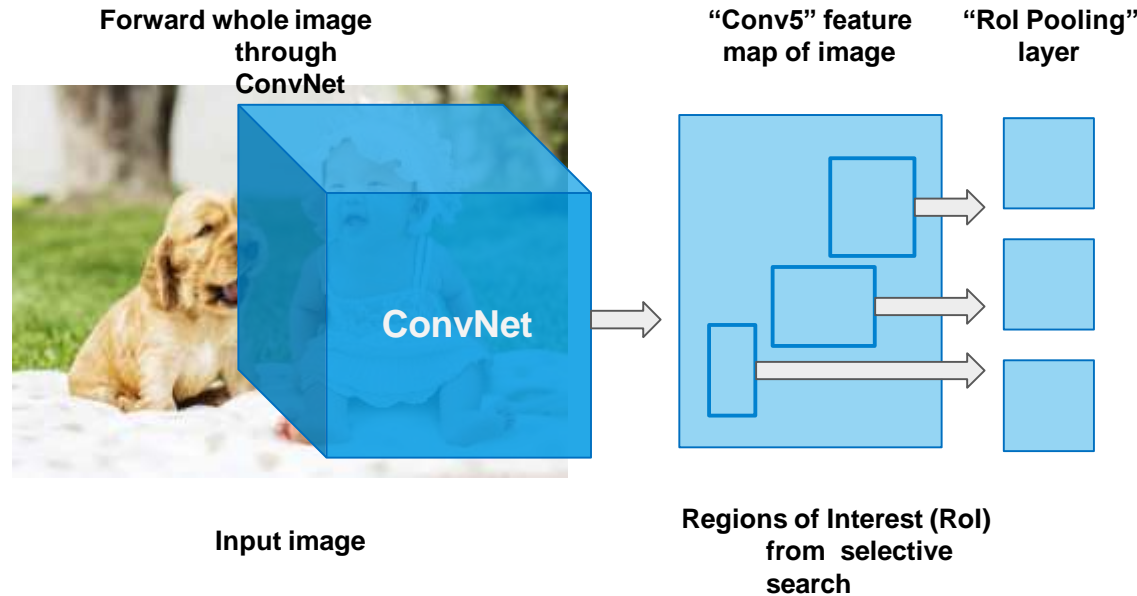 Forward whole image
through
ConvNet
“Conv5” feature
map of image
“RoI Pooling”
layer
ConvNet
Input image
Regions of Interest (RoI)
from selective
search